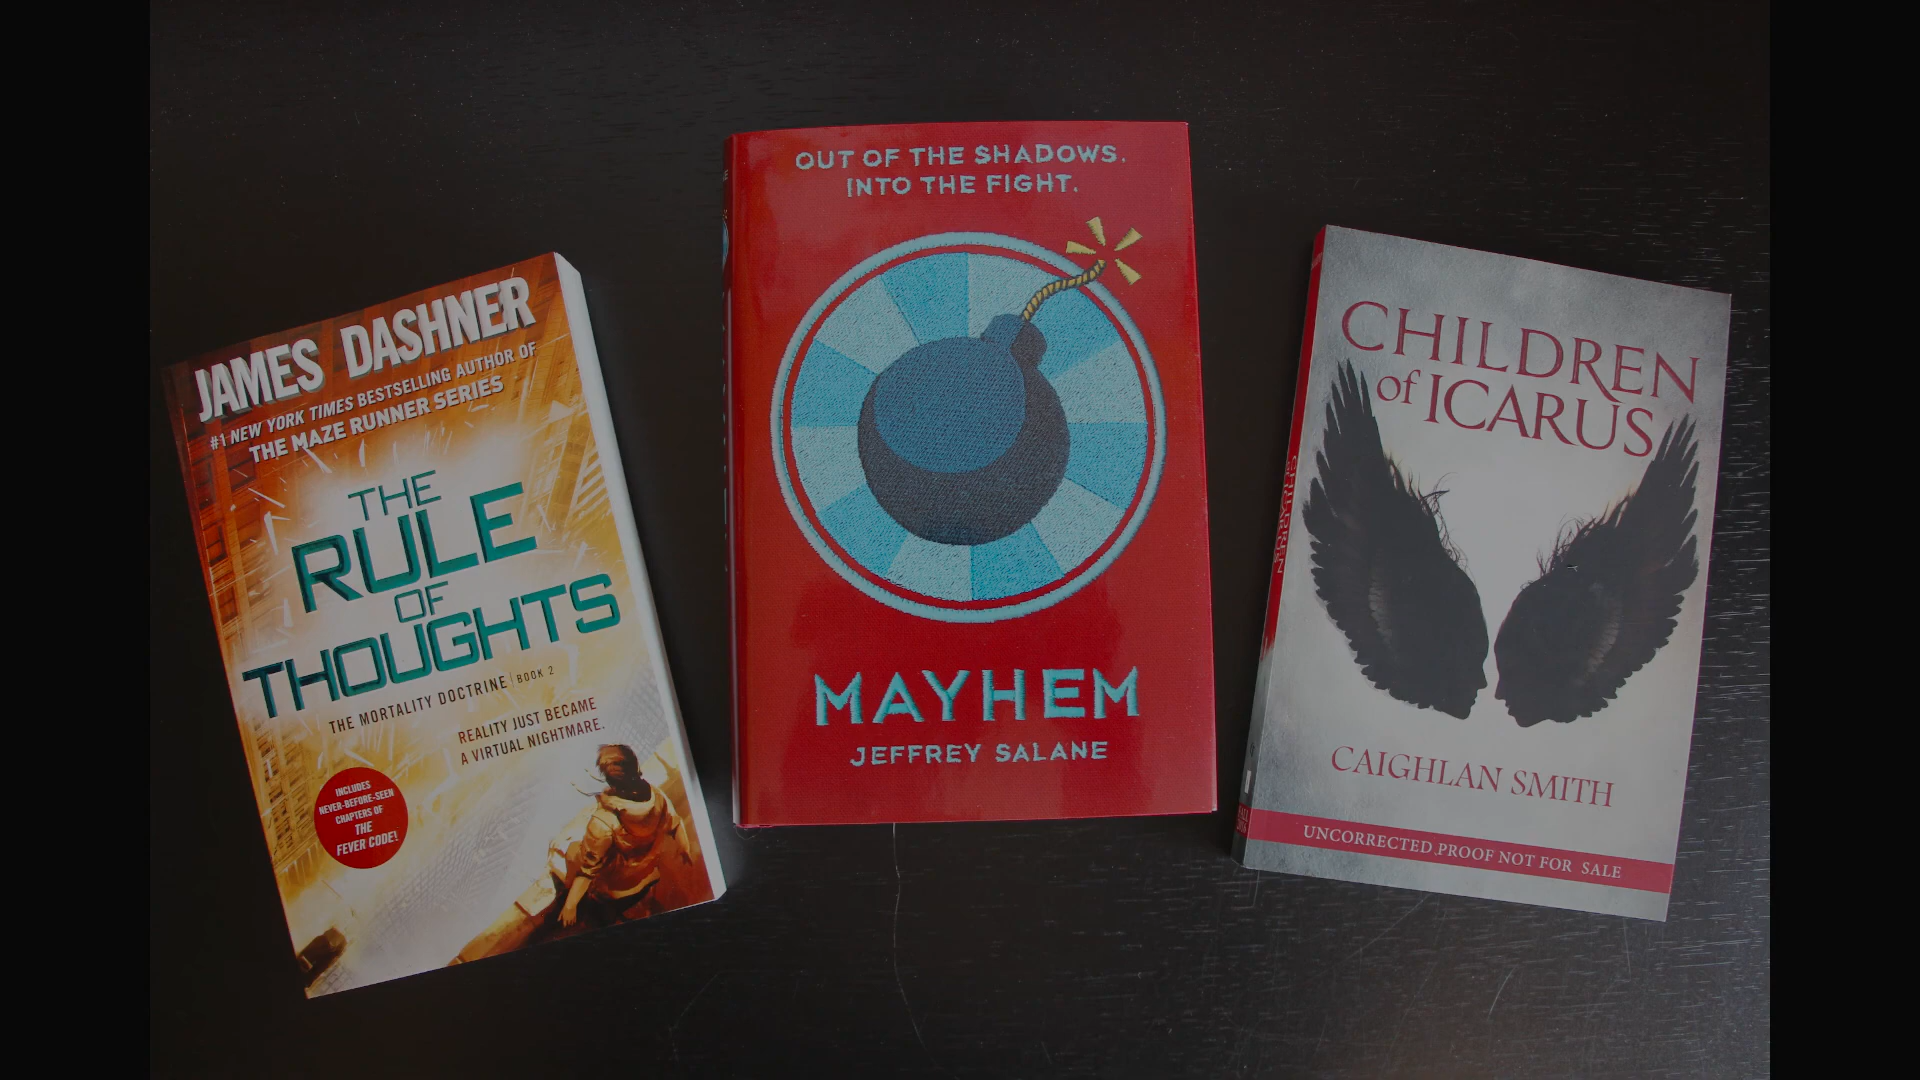 JAMES DASHNER
#1 NEW YORK TIMES BESTSELLING AUTHOR OF
THE MAZE RUNNER SERIES
THE
RULE
OF
THOUGHTS
THE MORTALITY DOCTRINE | BOOK 2
REALITY JUST BECAME
A VIRTUAL NIGHTMARE.
INCLUDES
NEVER-BEFORE-SEEN
CHAPTERS OF
THE
FEVER CODE!
OUT OF THE SHADOWS.
INTO THE FIGHT.
MAYHEM
JEFFREY SALANE
CHILDREN
of ICARUS
CAIGHLAN SMITH
UNCORRECTED PROOF NOT FOR SALE
CHILDREN